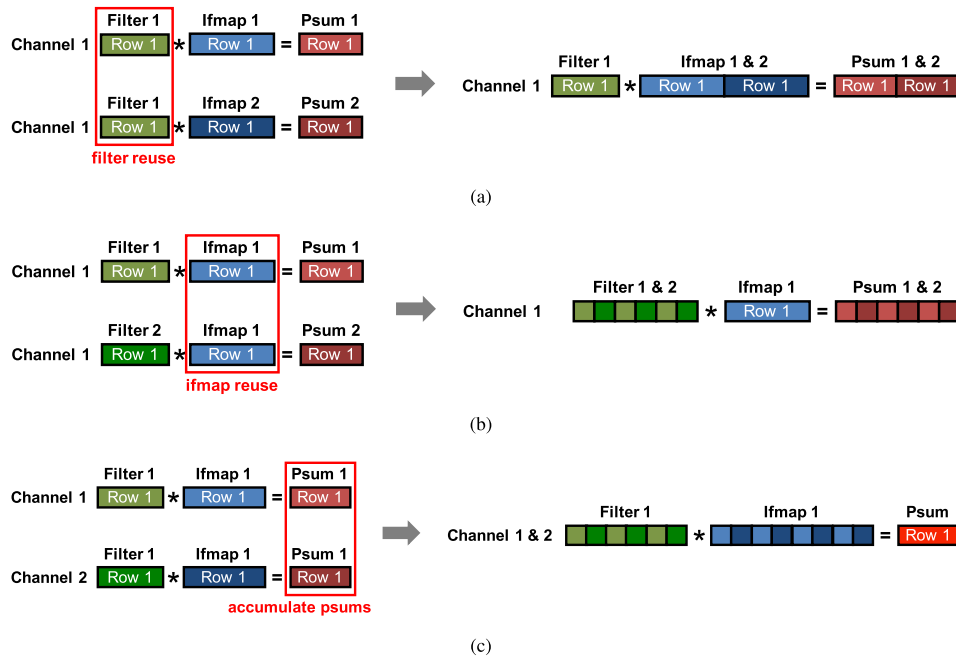 Filter 1 Ifmap 1 Psum 1
Channel 1 Row 1 * Row 1 = Row 1
Filter 1 Ifmap 2 Psum 2
Channel 1 Row 1 * Row 1 = Row 1
filter reuse
Filter 1 Ifmap 1 & 2 Psum 1 & 2
Channel 1 Row 1 * Row 1 Row 1 = Row 1 Row 1
(a)
Filter 1 Ifmap 1 Psum 1
Channel 1 Row 1 * Row 1 = Row 1
Filter 2 Ifmap 1 Psum 2
Channel 1 Row 1 * Row 1 = Row 1
ifmap reuse
Filter 1 & 2 Ifmap 1 Psum 1 & 2
Channel 1 * Row 1 =
(b)
Filter 1 Ifmap 1 Psum 1
Channel 1 Row 1 * Row 1 = Row 1
Filter 1 Ifmap 1 Psum 1
Channel 2 Row 1 * Row 1 = Row 1
accumulate psums
Filter 1 Ifmap 1 Psum
Channel 1 & 2 * = Row 1
(c)